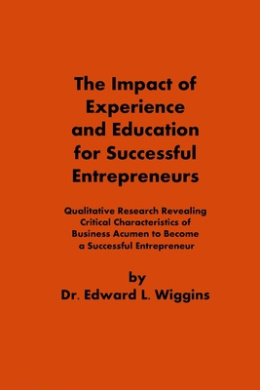 The Impact of
Experience
and Education
for Successful
Entrepreneurs
Qualitative Research Revealing
Critical Characteristics of
Business Acumen to Become
a Successful Entrepreneur
by
Dr. Edward L. Wiggins